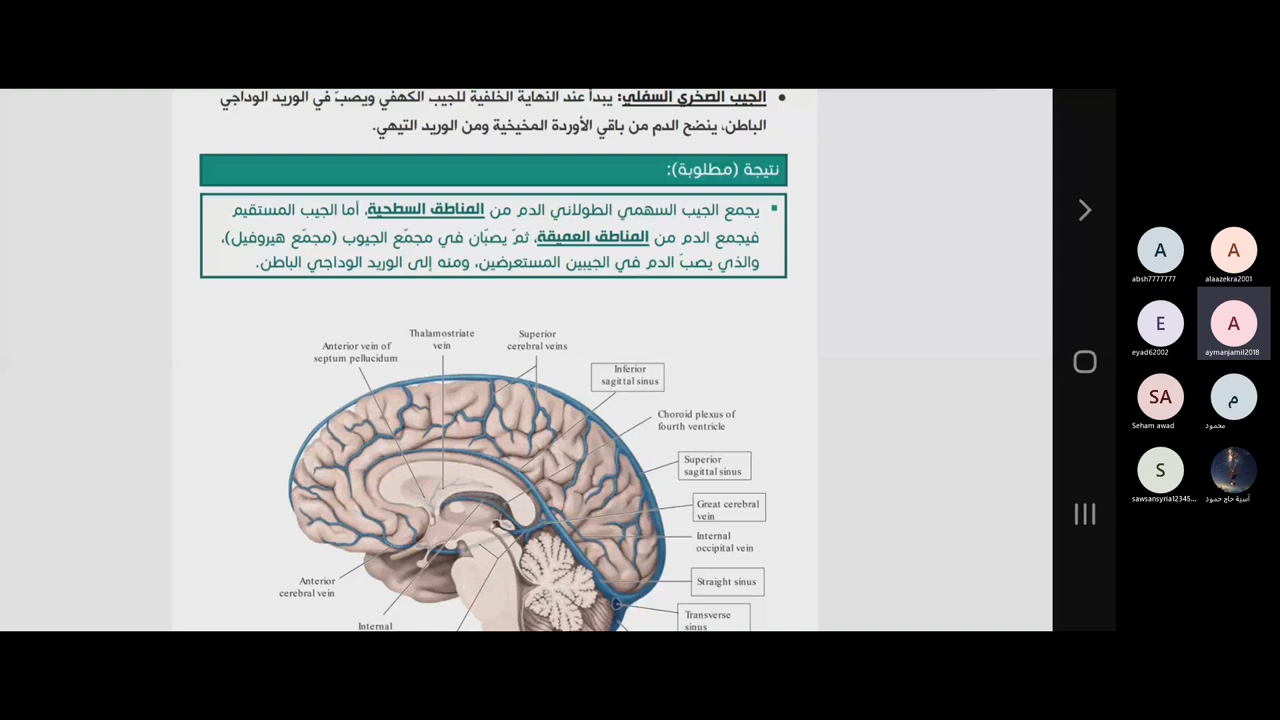 • الجيب الصخري السفلي: يبدأ عند النهاية الخلفية للجيب الكهفي ويصبّ في الوريد الوداجي
الباطن، ينضح الدم من باقي الأوردة المخيخية ومن الوريد التيهي.
نتيجة (مطلوبة):
▪ يجمع الجيب السهمي الطولاني الدم من المناطق السطحية، أما الجيب المستقيم
فيجمع الدم من المناطق العميقة، ثمّ يصبّان في مجمّع الجيوب (مجمّع هيروفيل)،
والذي يصبّ الدم في الجيبين المستعرضين، ومنه إلى الوريد الوداجي الباطن.
Thalamostriate
vein
Superior
cerebral veins
Anterior vein of
septum pellucidum
Inferior
sagittal sinus
Choroid plexus of
fourth ventricle
Superior
sagittal sinus
Great cerebral
vein
Internal
occipital vein
Straight sinus
Anterior
cerebral vein
Transverse
sinus
Internal
A
absh7777777
A
alaazekra2001
E
eyad62002
A
aymanjamil2018
SA
Seham awad
م
محمود
S
sawsansyria12345...
آسية حاج حمود